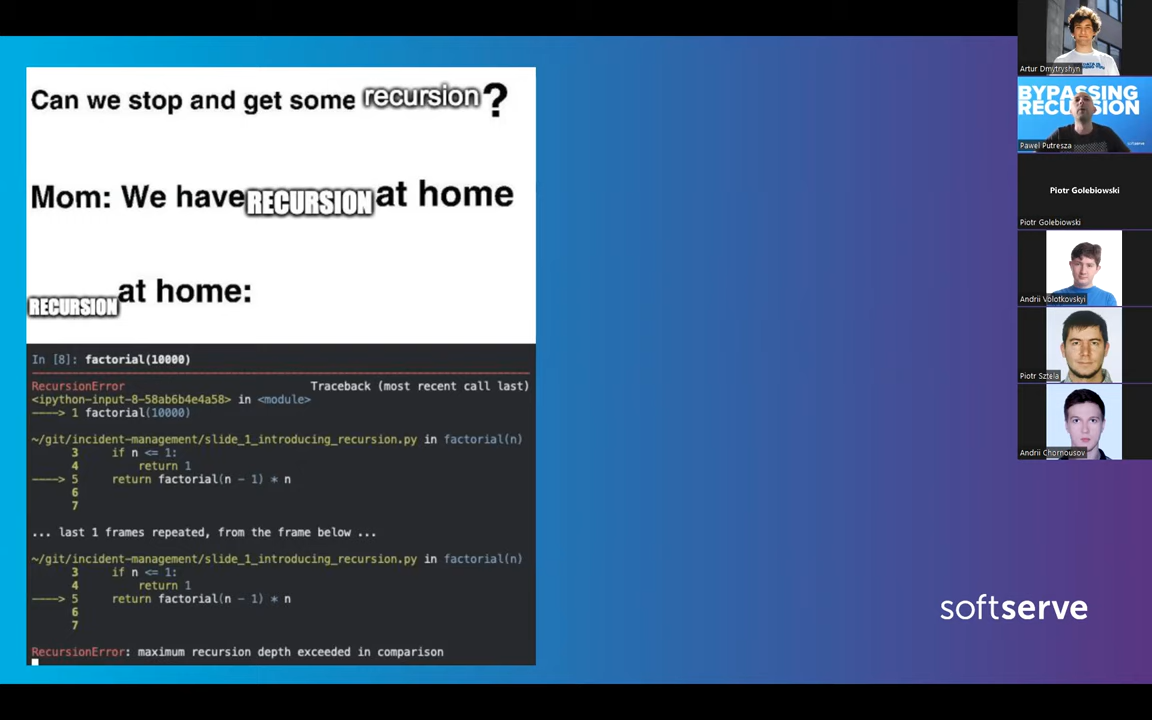 Can we stop and get some recursion?
Mom: We have RECURSION at home
RECURSION at home:
In [8]: factorial(10000)
RecursionError Traceback (most recent call last)
<ipython-input-8-58ab6b4e4a58> in <module>
----> 1 factorial(10000)
~/git/incident-management/slide_1_introducing_recursion.py in factorial(n)
3 if n <= 1:
4 return 1
----> 5 return factorial(n - 1) * n
6
7
... last 1 frames repeated, from the frame below ...
~/git/incident-management/slide_1_introducing_recursion.py in factorial(n)
3 if n <= 1:
4 return 1
----> 5 return factorial(n - 1) * n
6
7
RecursionError: maximum recursion depth exceeded in comparison
softserve
Artur Dmytryshyn
BYPASSING
RECURSION
softserve
Pawel Putresza
Piotr Golebiowski
Piotr Golebiowski
Andrii Volotkovskyi
Piotr Sztela
Andrii Chornousov